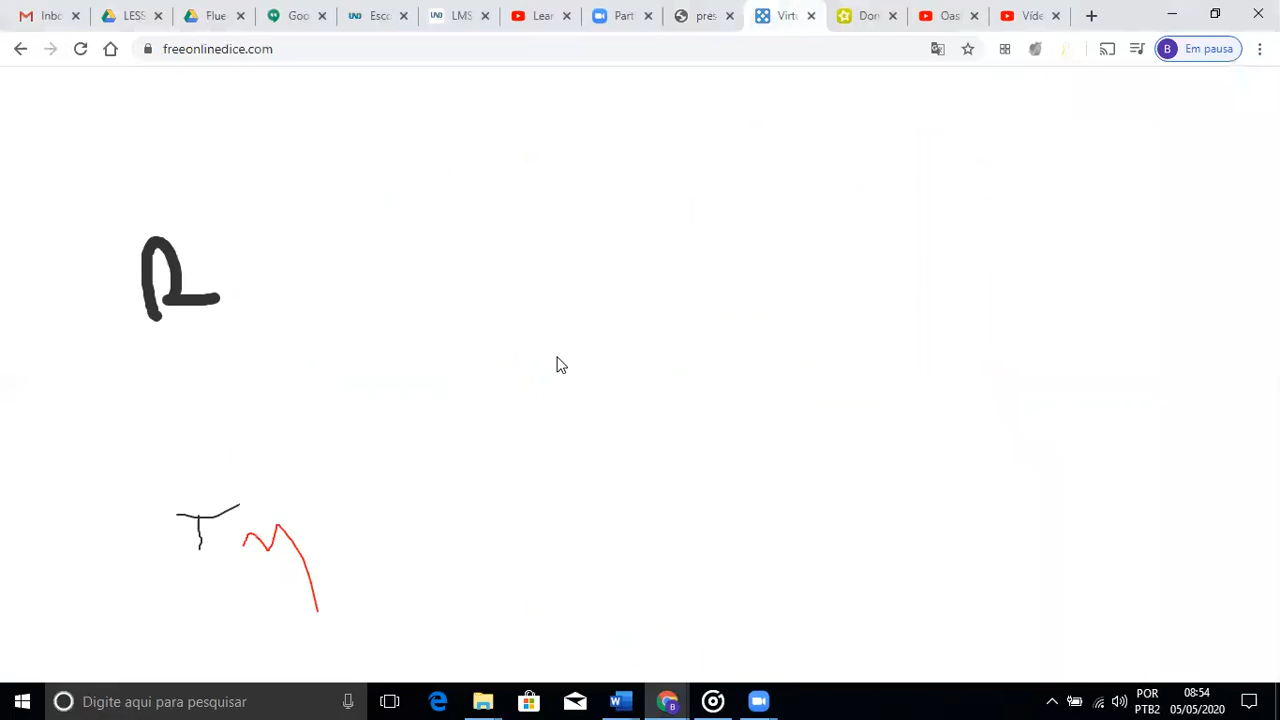 Inbo LESS Flue Goo Esco LMS Lear Part pres Virtu Don Oas Víde
freeonlinedice.com B Em pausa
R
T M
Digite aqui para pesquisar B POR 08:54
PTB2 05/05/2020